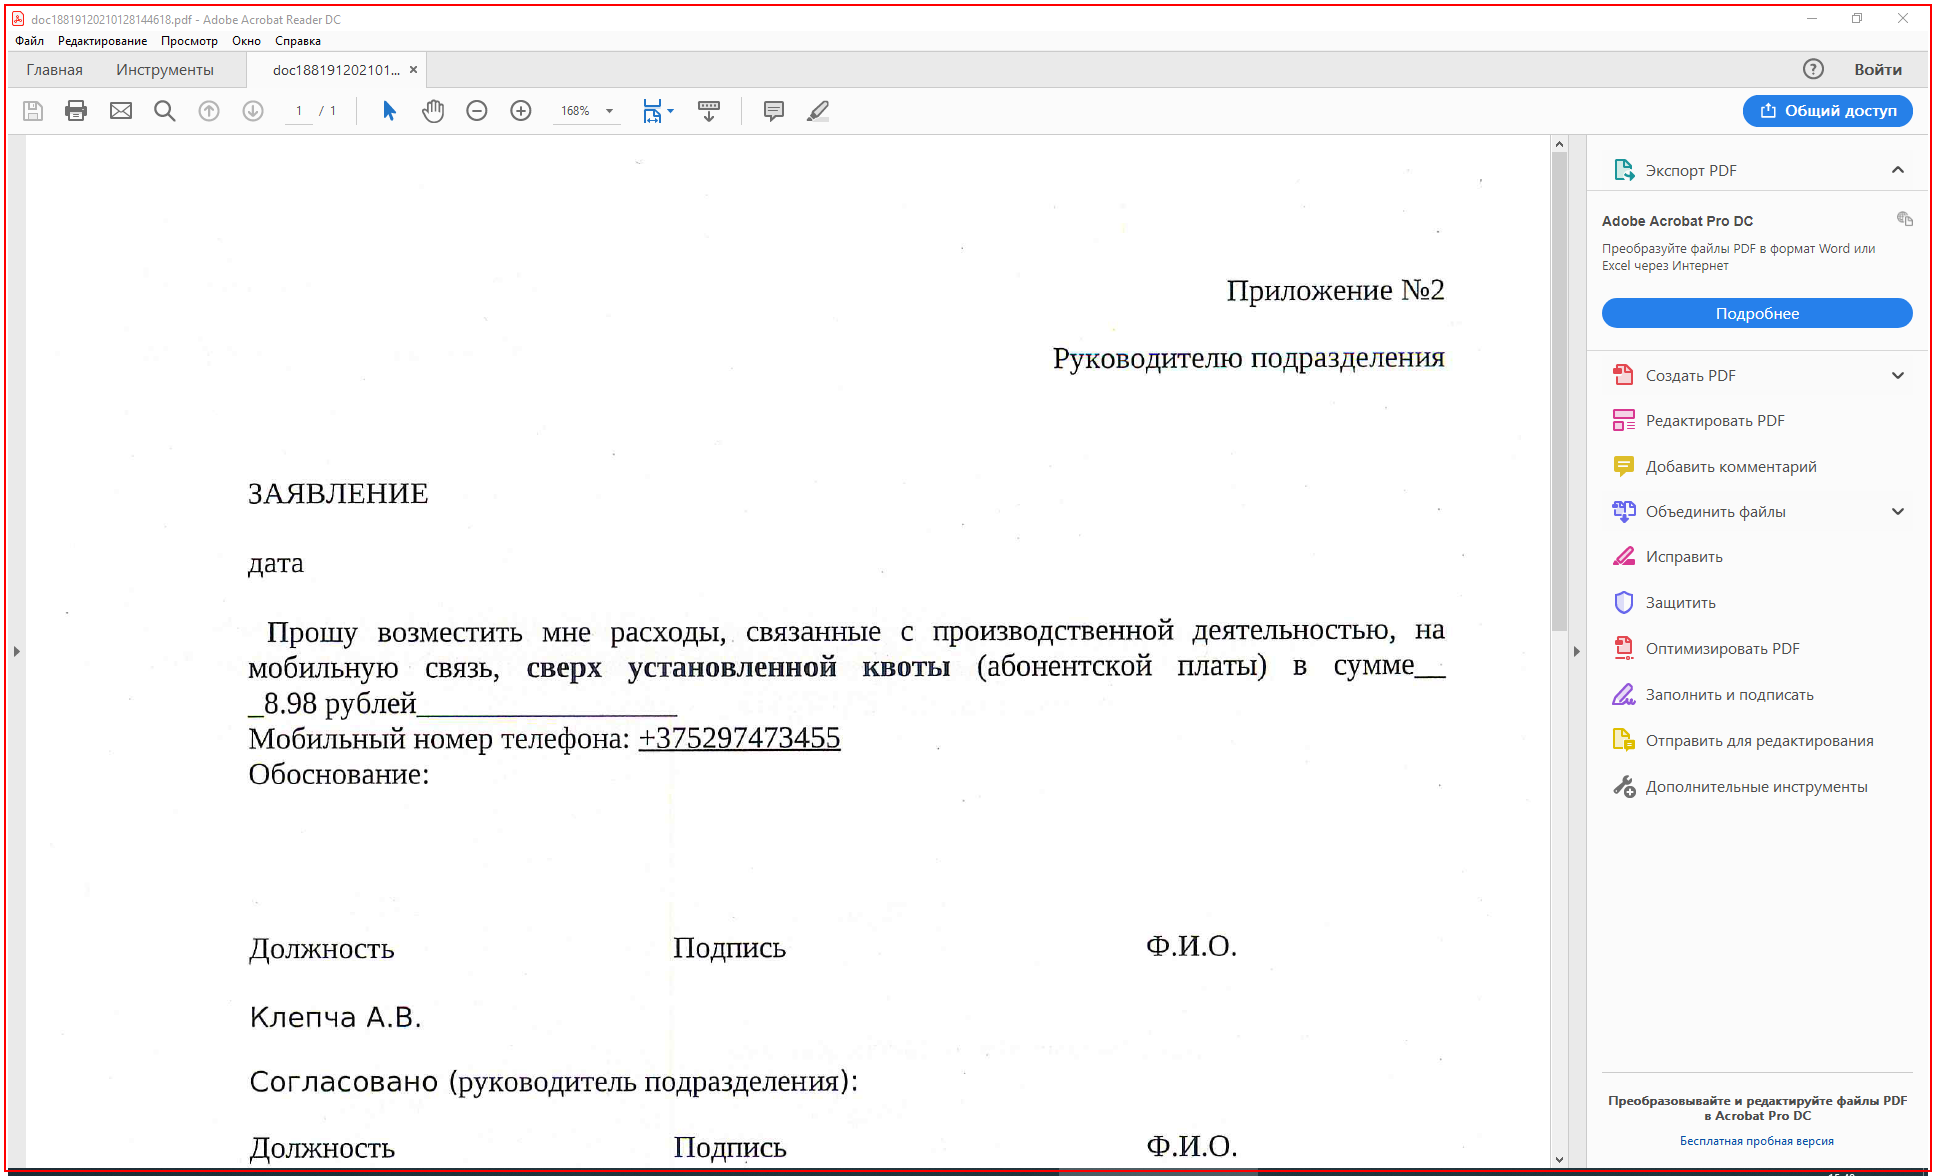 doc18819120210128144618.pdf - Adobe Acrobat Reader DC
Файл Редактирование Просмотр Окно Справка
Главная Инструменты doc188191202101... × ? Войти
1 / 1 168% Общий доступ
Приложение №2
Руководителю подразделения
ЗАЯВЛЕНИЕ
дата
Прошу возместить мне расходы, связанные с производственной деятельностью, на
мобильную связь, сверх установленной квоты (абонентской платы) в сумме__
_8.98 рублей__________________
Мобильный номер телефона: +375297473455
Обоснование:
Должность Подпись Ф.И.О.
Клепча А.В.
Согласовано (руководитель подразделения):
Должность Подпись Ф.И.О.
Экспорт PDF
Adobe Acrobat Pro DC
Преобразуйте файлы PDF в формат Word или
Excel через Интернет
Подробнее
Создать PDF
Редактировать PDF
Добавить комментарий
Объединить файлы
Исправить
Защитить
Оптимизировать PDF
Заполнить и подписать
Отправить для редактирования
Дополнительные инструменты
Преобразовывайте и редактируйте файлы PDF
в Acrobat Pro DC
Бесплатная пробная версия